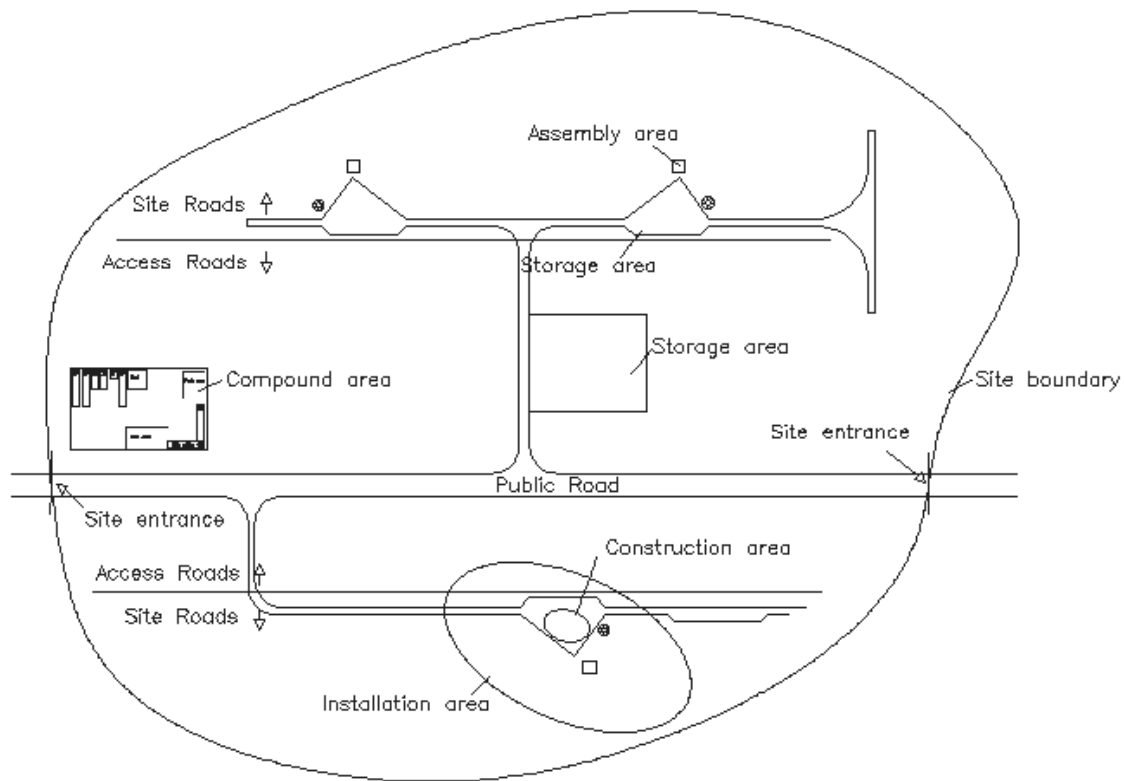 Assembly area
Site Roads
Access Roads
Storage area
Storage area
Compound area
Site boundary
Site entrance
Public Road
Site entrance
Construction area
Access Roads
Site Roads
Installation area